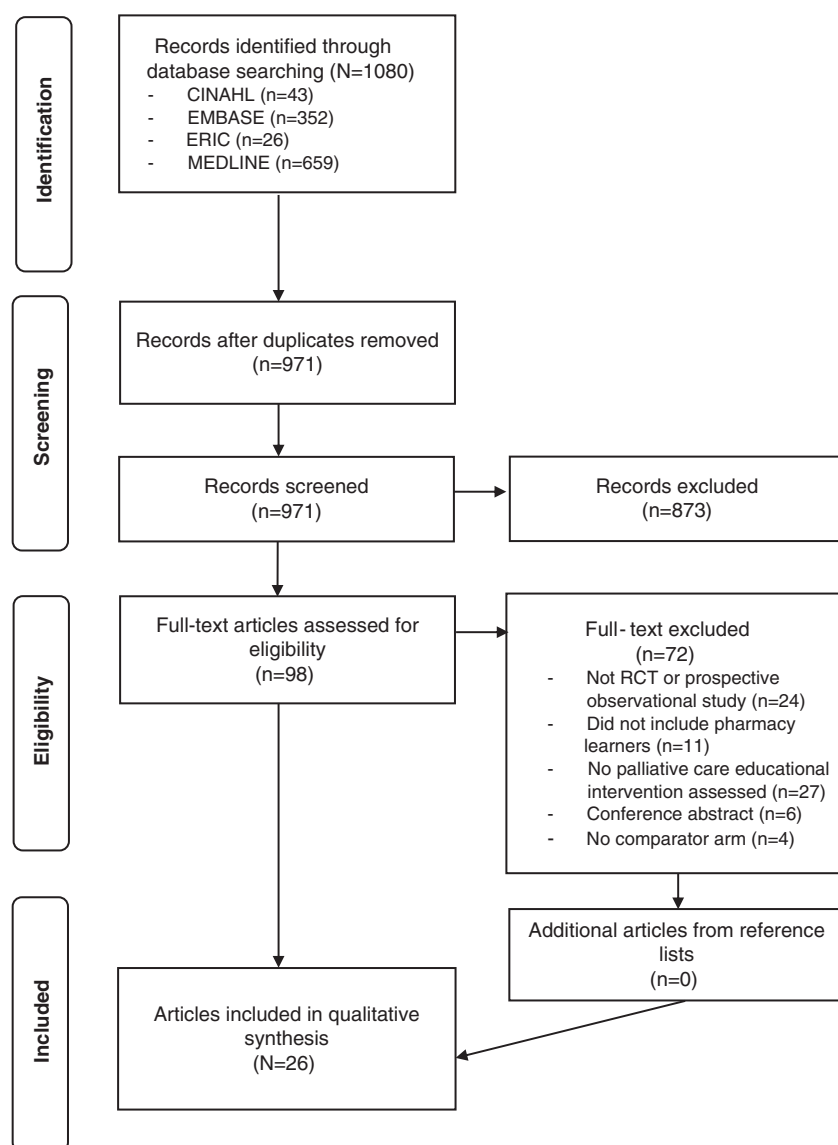 Identification
Records identified through
database searching (N=1080)
- CINAHL (n=43)
- EMBASE (n=352)
- ERIC (n=26)
- MEDLINE (n=659)
Screening
Records after duplicates removed
(n=971)
Records screened
(n=971)
Records excluded
(n=873)
Eligibility
Full-text articles assessed for
eligibility
(n=98)
Full-text excluded
(n=72)
- Not RCT or prospective
observational study (n=24)
- Did not include pharmacy
learners (n=11)
- No palliative care educational
intervention assessed (n=27)
- Conference abstract (n=6)
- No comparator arm (n=4)
Included
Additional articles from reference
lists
(n=0)
Articles included in qualitative
synthesis
(N=26)